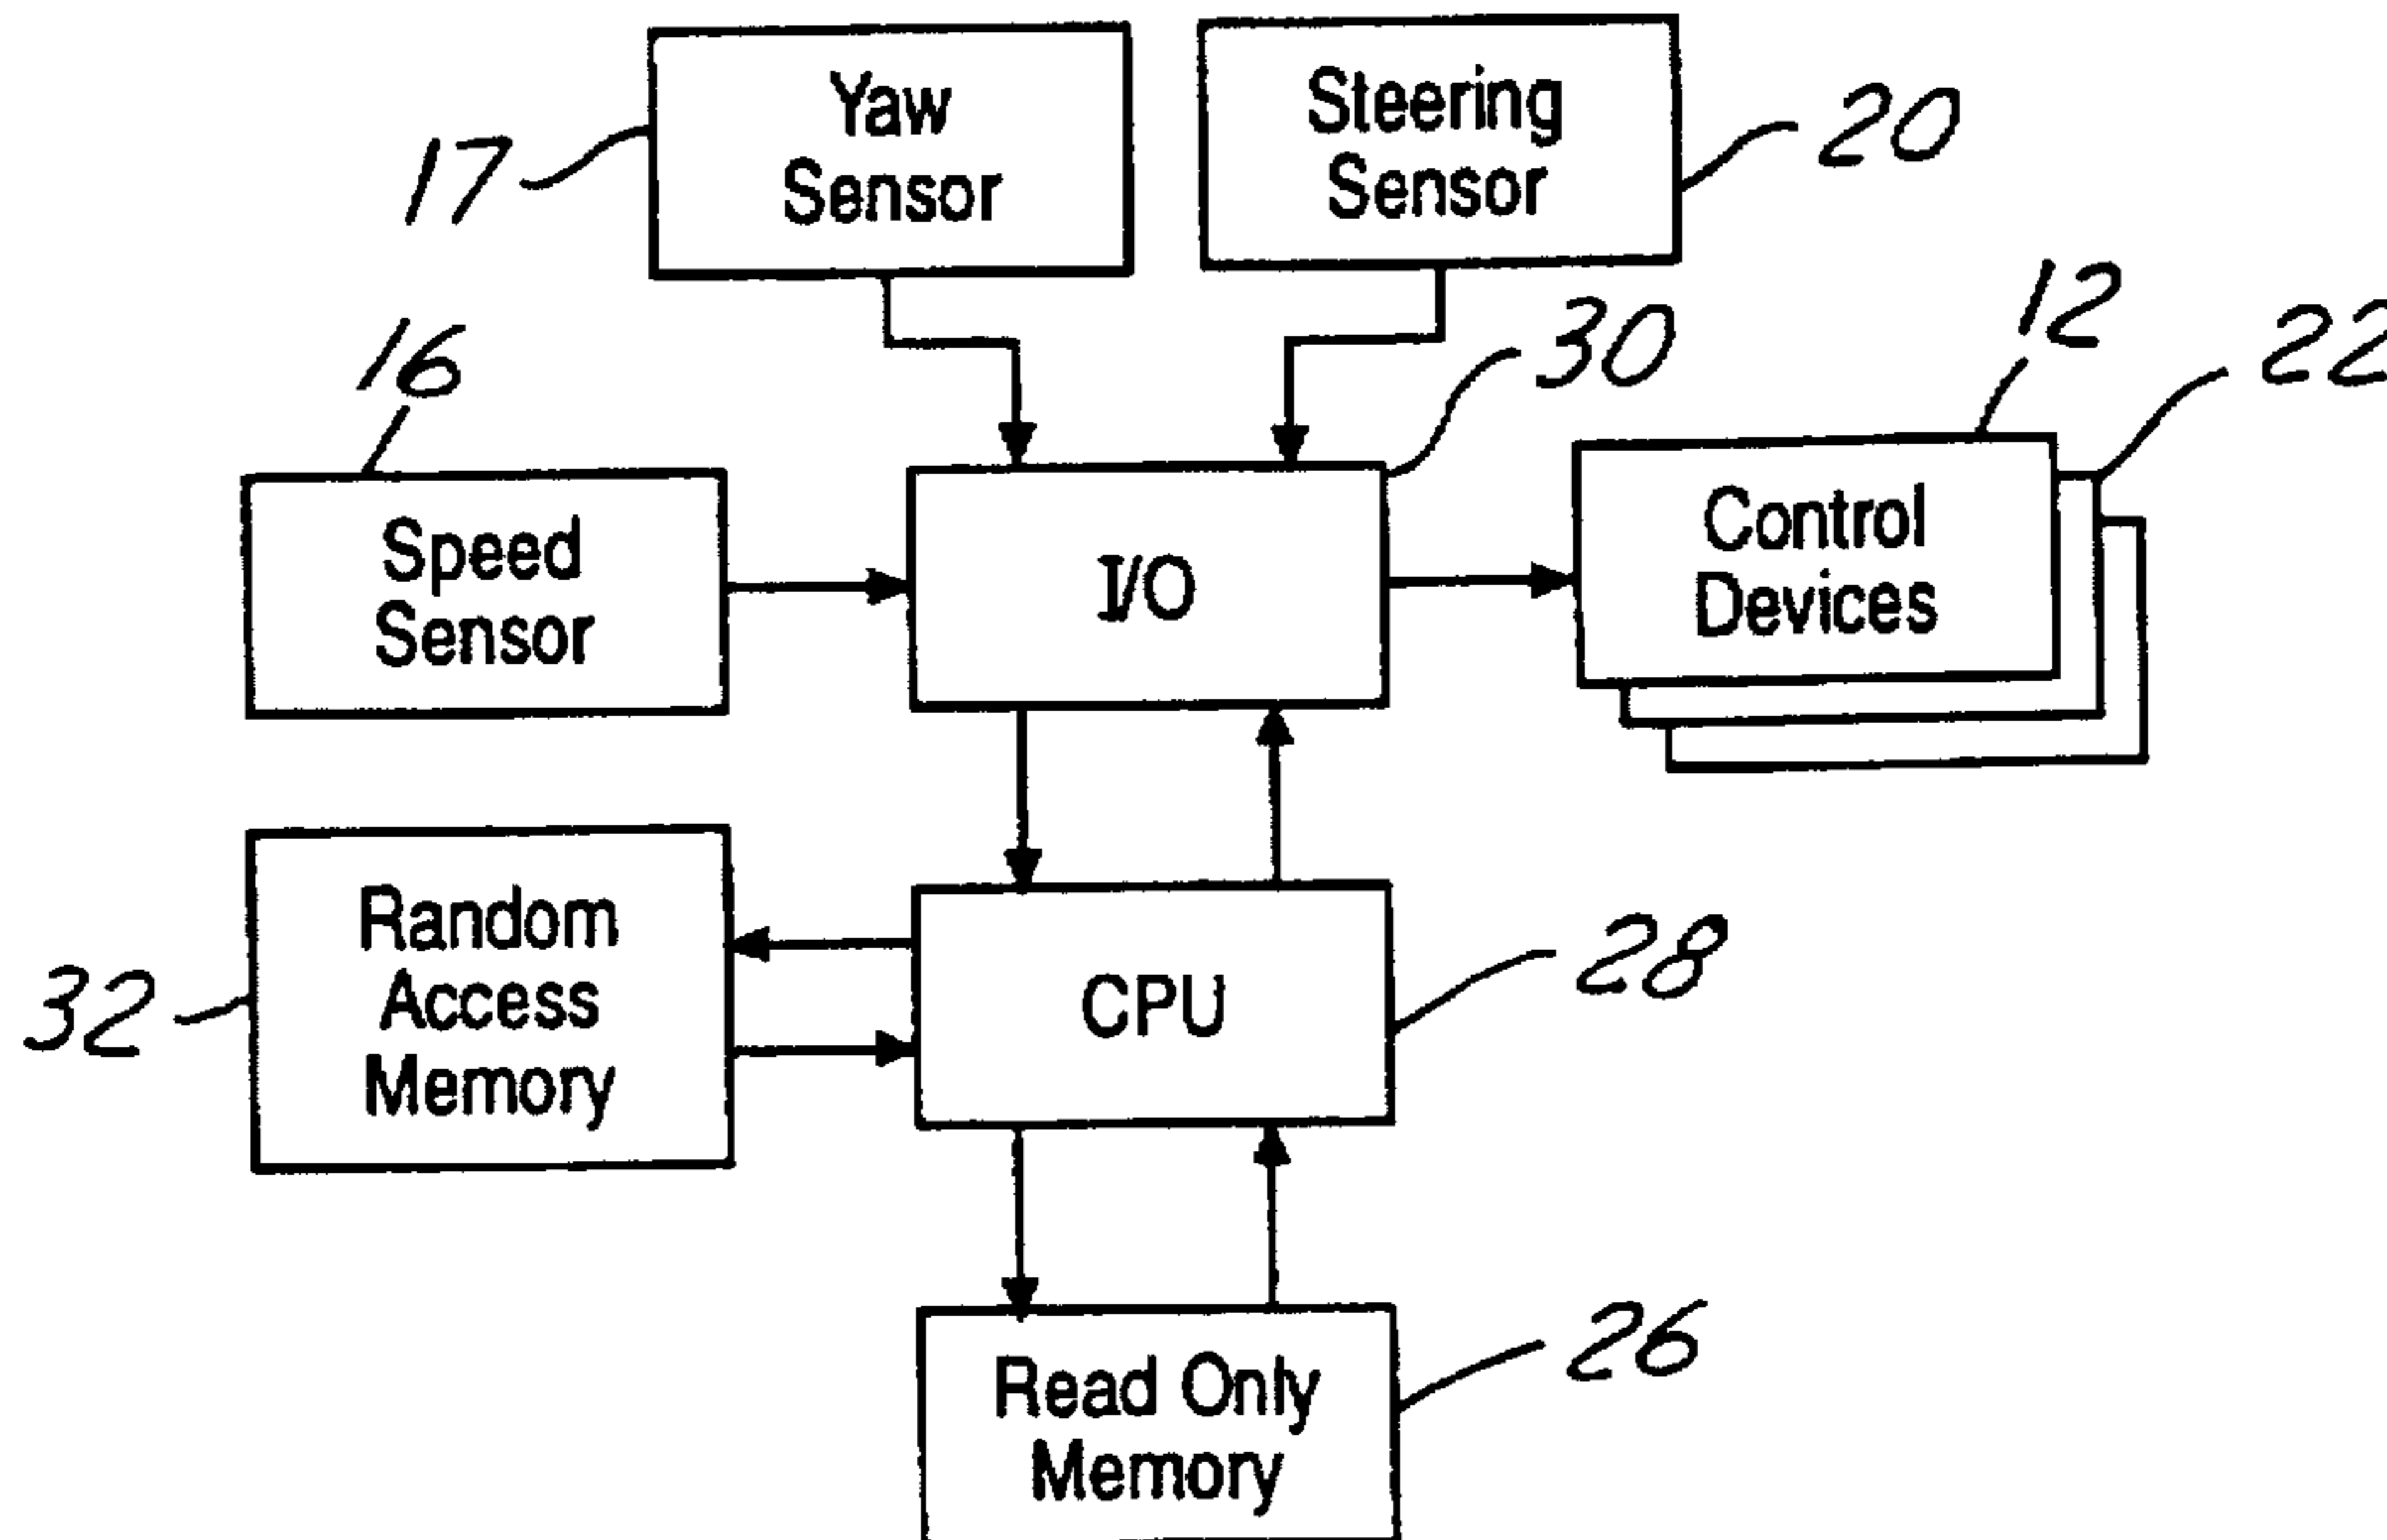 Yaw
Sensor
17
Steering
Sensor
20
12
22
16
30
Speed
Sensor
I/O
Control
Devices
Random
Access
Memory
32
CPU
28
Read Only
Memory
26